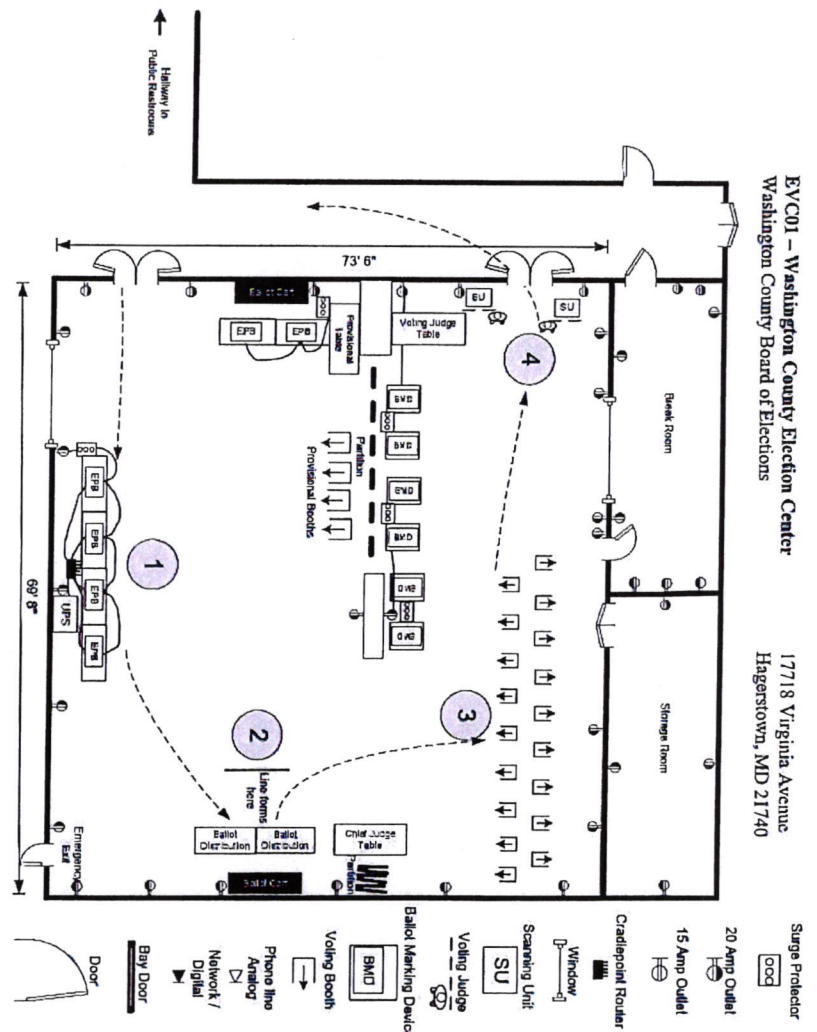 EVC01 – Washington County Election Center
Washington County Board of Elections
17718 Virginia Avenue
Hagerstown, MD 21740
Hallway to
Public Restrooms
73' 6"
69' 8"
Break Room
Storage Room
SU
SU
4
Voting Judge
Table
Provisional
Table
Ballot Cart
EPB
EPB
BMD
BMD
BMD
BMD
BMD
BMD
Partition
Provisional Booths
EPB
EPB
EPB
EPB
UPS
1
2
3
Line forms
here
Ballot
Distribution
Ballot
Distribution
Chief Judge
Table
Partition
Ballot Cart
Emergency
Exit
Surge Protector
20 Amp Outlet
15 Amp Outlet
Cradlepoint Router
Window
Scanning Unit
SU
Voting Judge
Ballot Marking Devic
BMD
Voting Booth
Phone line
Analog
Network /
Digital
Bay Door
Door